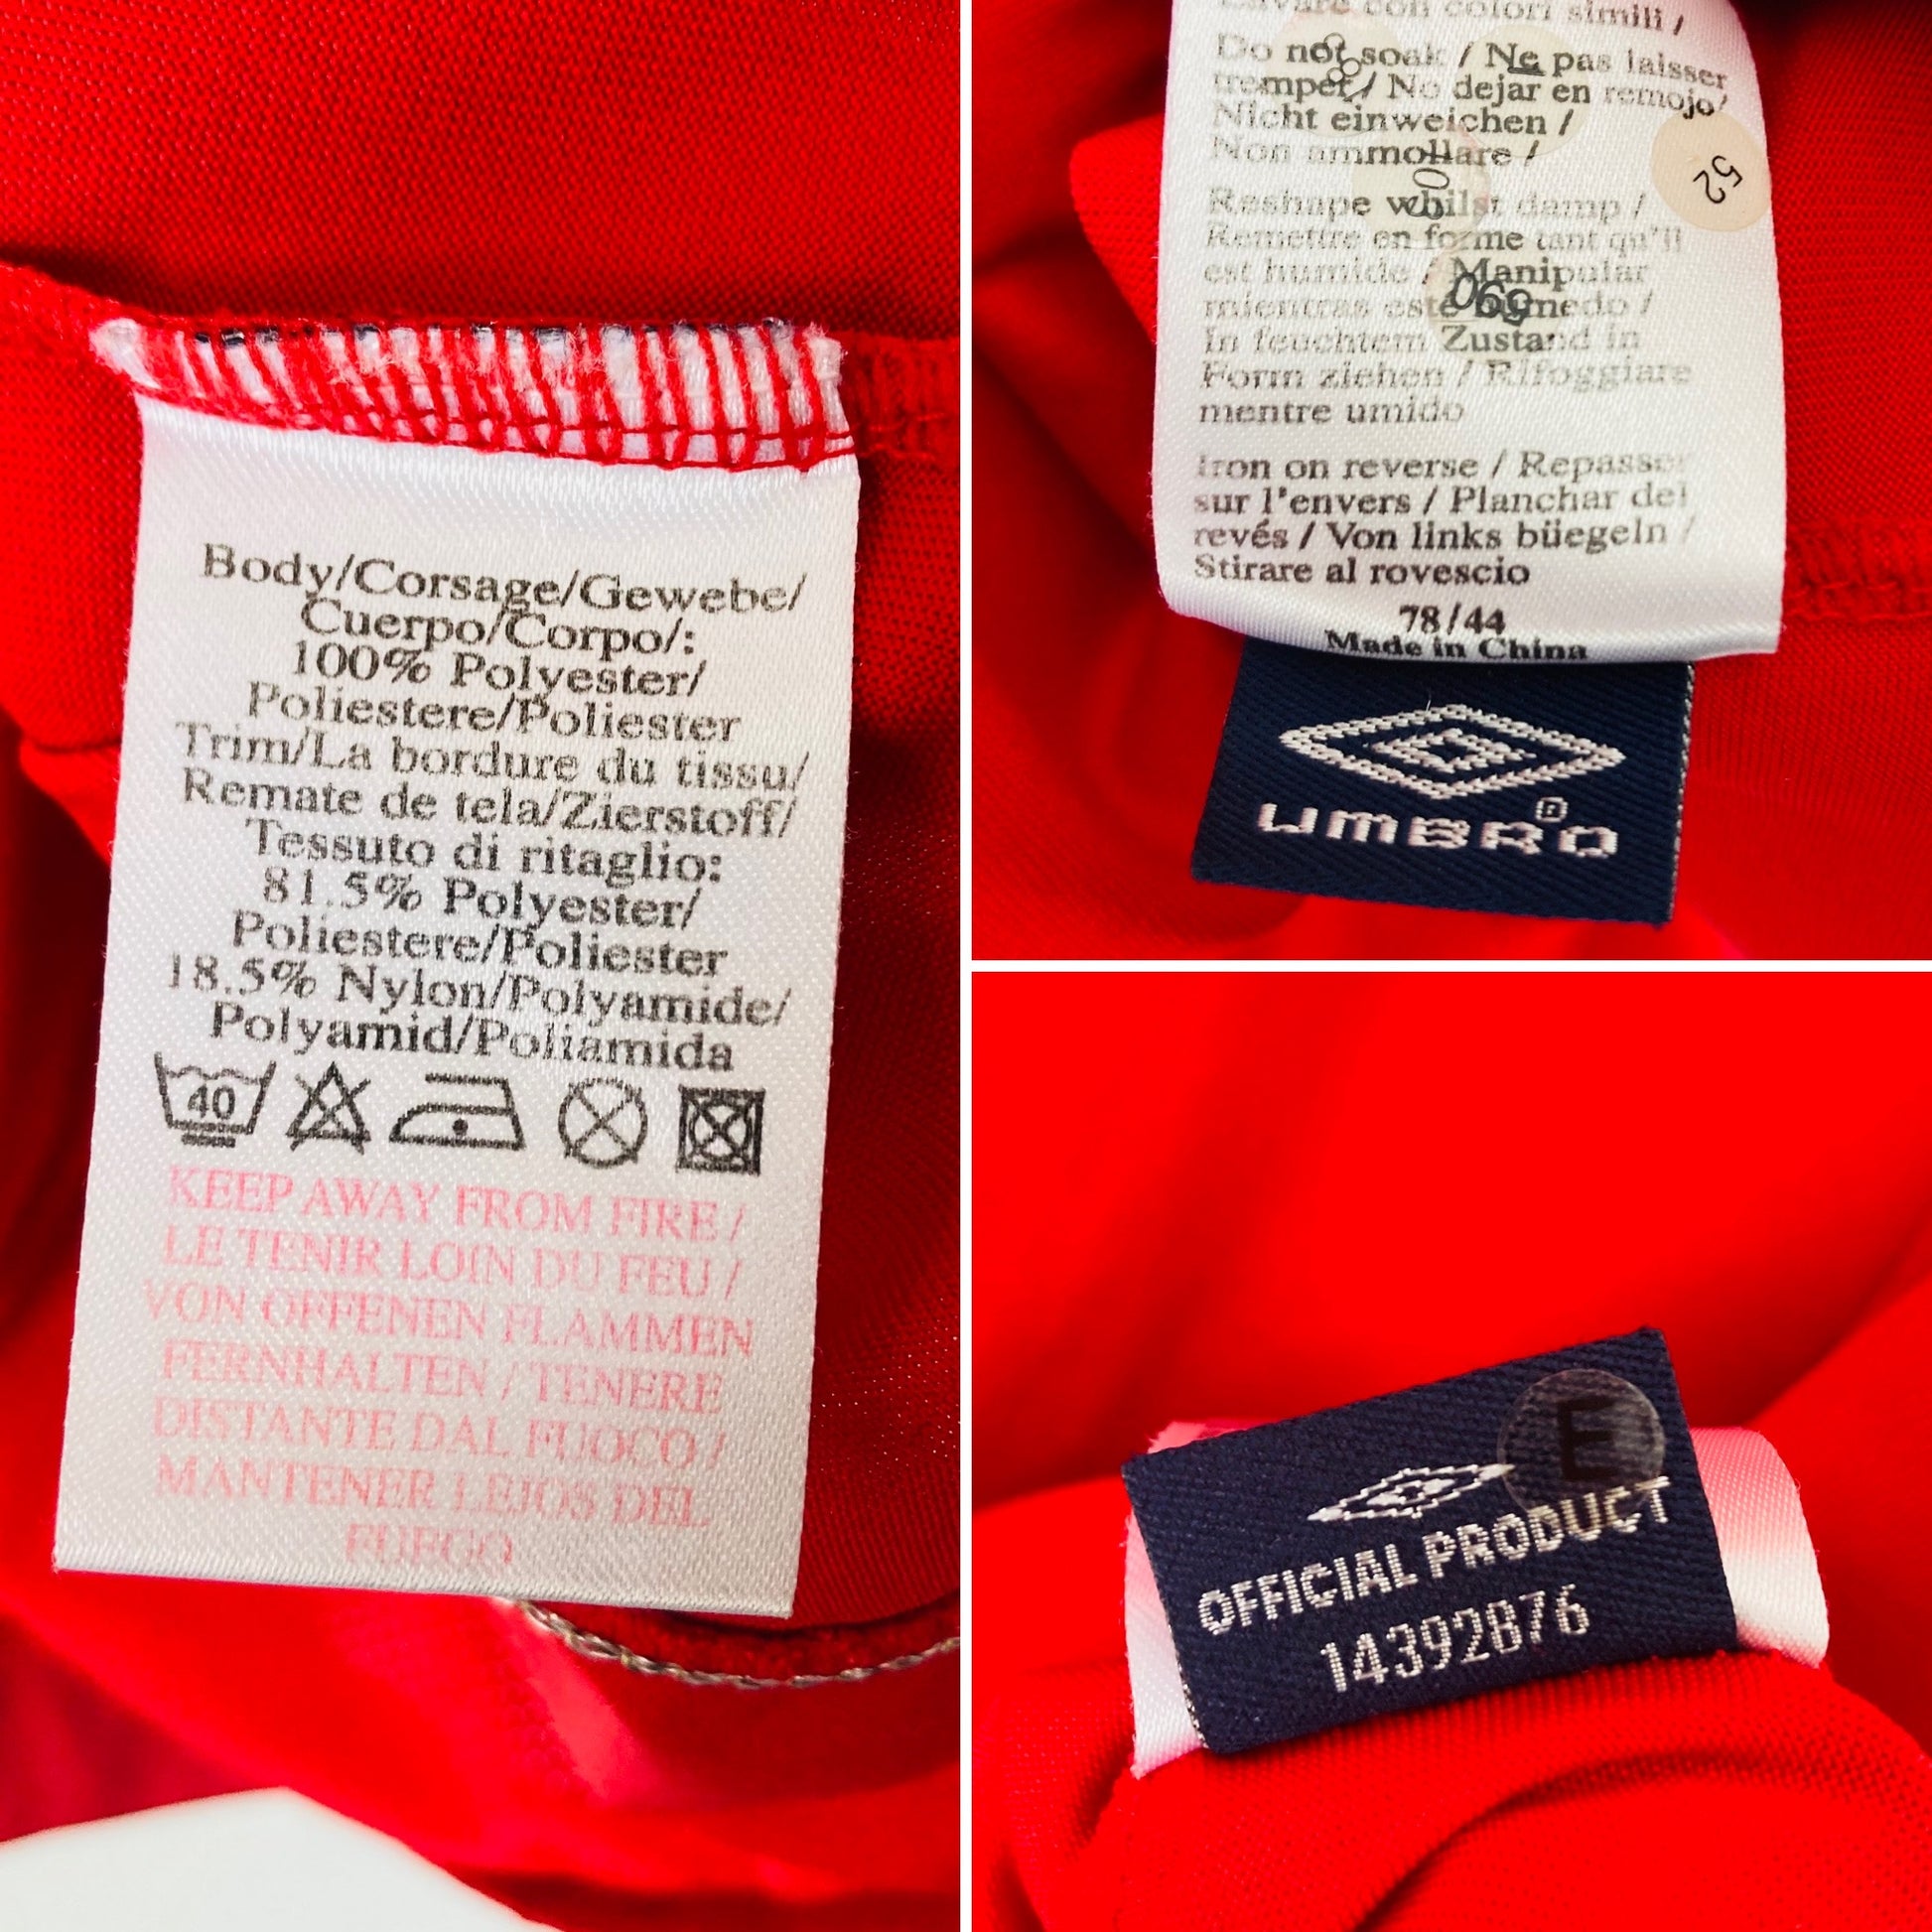 Body/Corsage/Gewebe/
Cuerpo/Corpo/:
100% Polyester/
Poliestere/Poliester
Trim/La bordure du tissu/
Remate de tela/Zierstoff/
Tessuto di ritaglio:
81.5% Polyester/
Poliestere/Poliester
18.5% Nylon/Polyamide/
Polyamid/Poliamida
40
KEEP AWAY FROM FIRE /
LE TENIR LOIN DU FEU /
VON OFFENEN FLAMMEN
FERNHALTEN / TENERE
DISTANTE DAL FUOCO /
MANTENER LEJOS DEL
FUEGO
Lavare con colori simili /
Do not soak / Ne pas laisser
tremper / No dejar en remojo/
Nicht einweichen /
Non ammollare /
52
Reshape whilst damp /
Remettre en forme tant qu'il
est humide / Manipular
mientras esté humedo /
069
In feuchtem Zustand in
Form ziehen / Rifoggiare
mentre umido
Iron on reverse / Repasser
sur l'envers / Planchar del
revés / Von links büegeln /
Stirare al rovescio
78/44
Made in China
UMBRO®
E
OFFICIAL PRODUCT
14392876